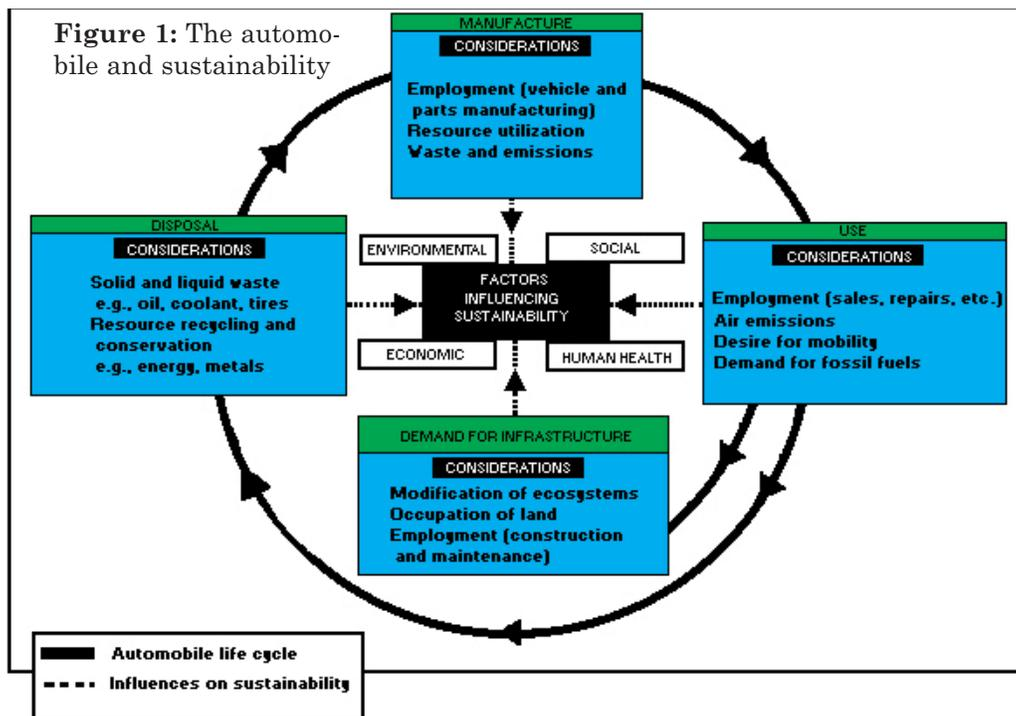 Figure 1: The automo-
bile and sustainability
MANUFACTURE
CONSIDERATIONS
Employment (vehicle and
parts manufacturing)
Resource utilization
Waste and emissions
DISPOSAL
CONSIDERATIONS
Solid and liquid waste
e.g., oil, coolant, tires
Resource recycling and
conservation
e.g., energy, metals
ENVIRONMENTAL
SOCIAL
FACTORS
INFLUENCING
SUSTAINABILITY
ECONOMIC
HUMAN HEALTH
USE
CONSIDERATIONS
Employment (sales, repairs, etc.)
Air emissions
Desire for mobility
Demand for fossil fuels
DEMAND FOR INFRASTRUCTURE
CONSIDERATIONS
Modification of ecosystems
Occupation of land
Employment (construction
and maintenance)
Automobile life cycle
Influences on sustainability